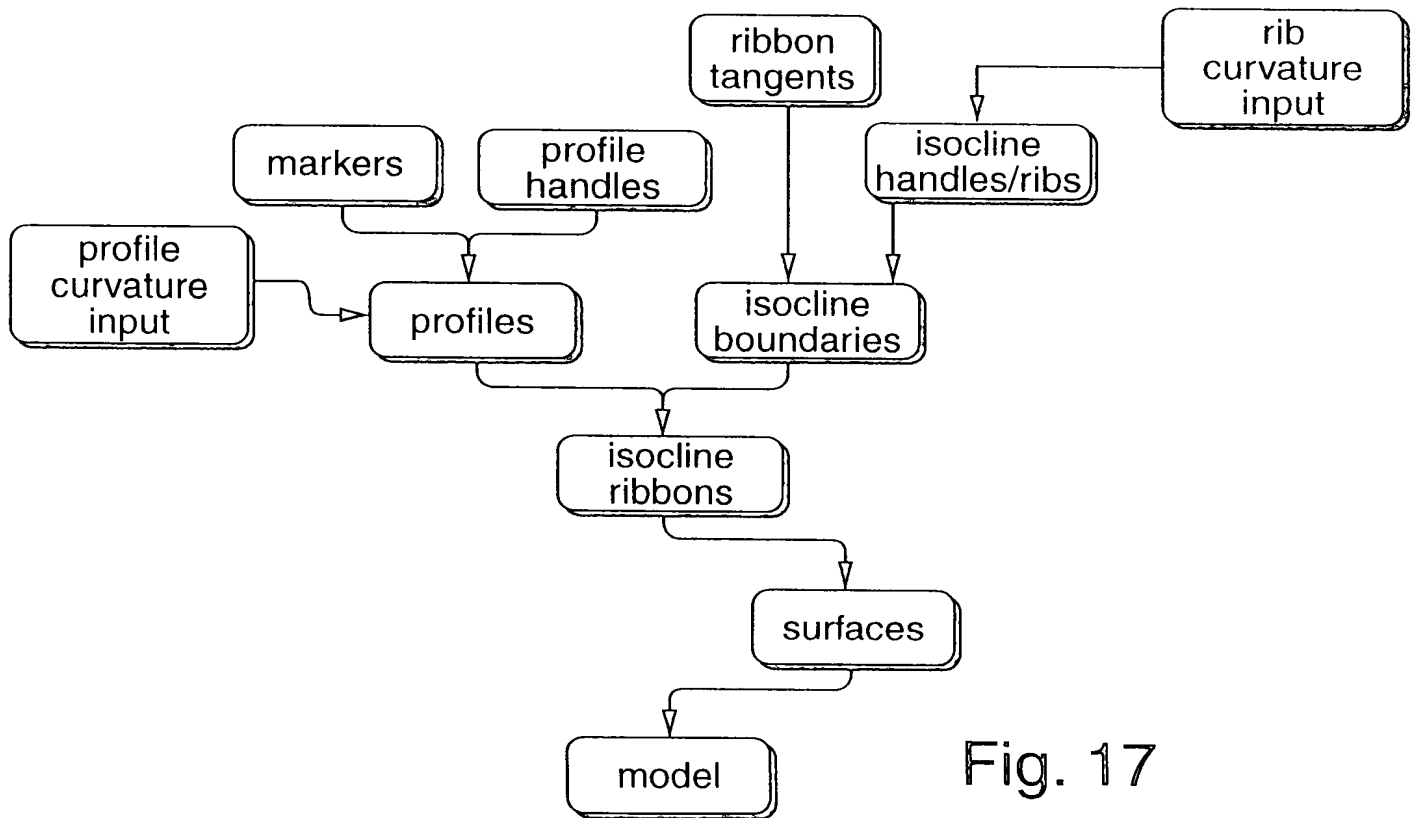 ribbon
tangents
rib
curvature
input
markers
profile
handles
isocline
handles/ribs
profile
curvature
input
profiles
isocline
boundaries
isocline
ribbons
surfaces
model
Fig. 17